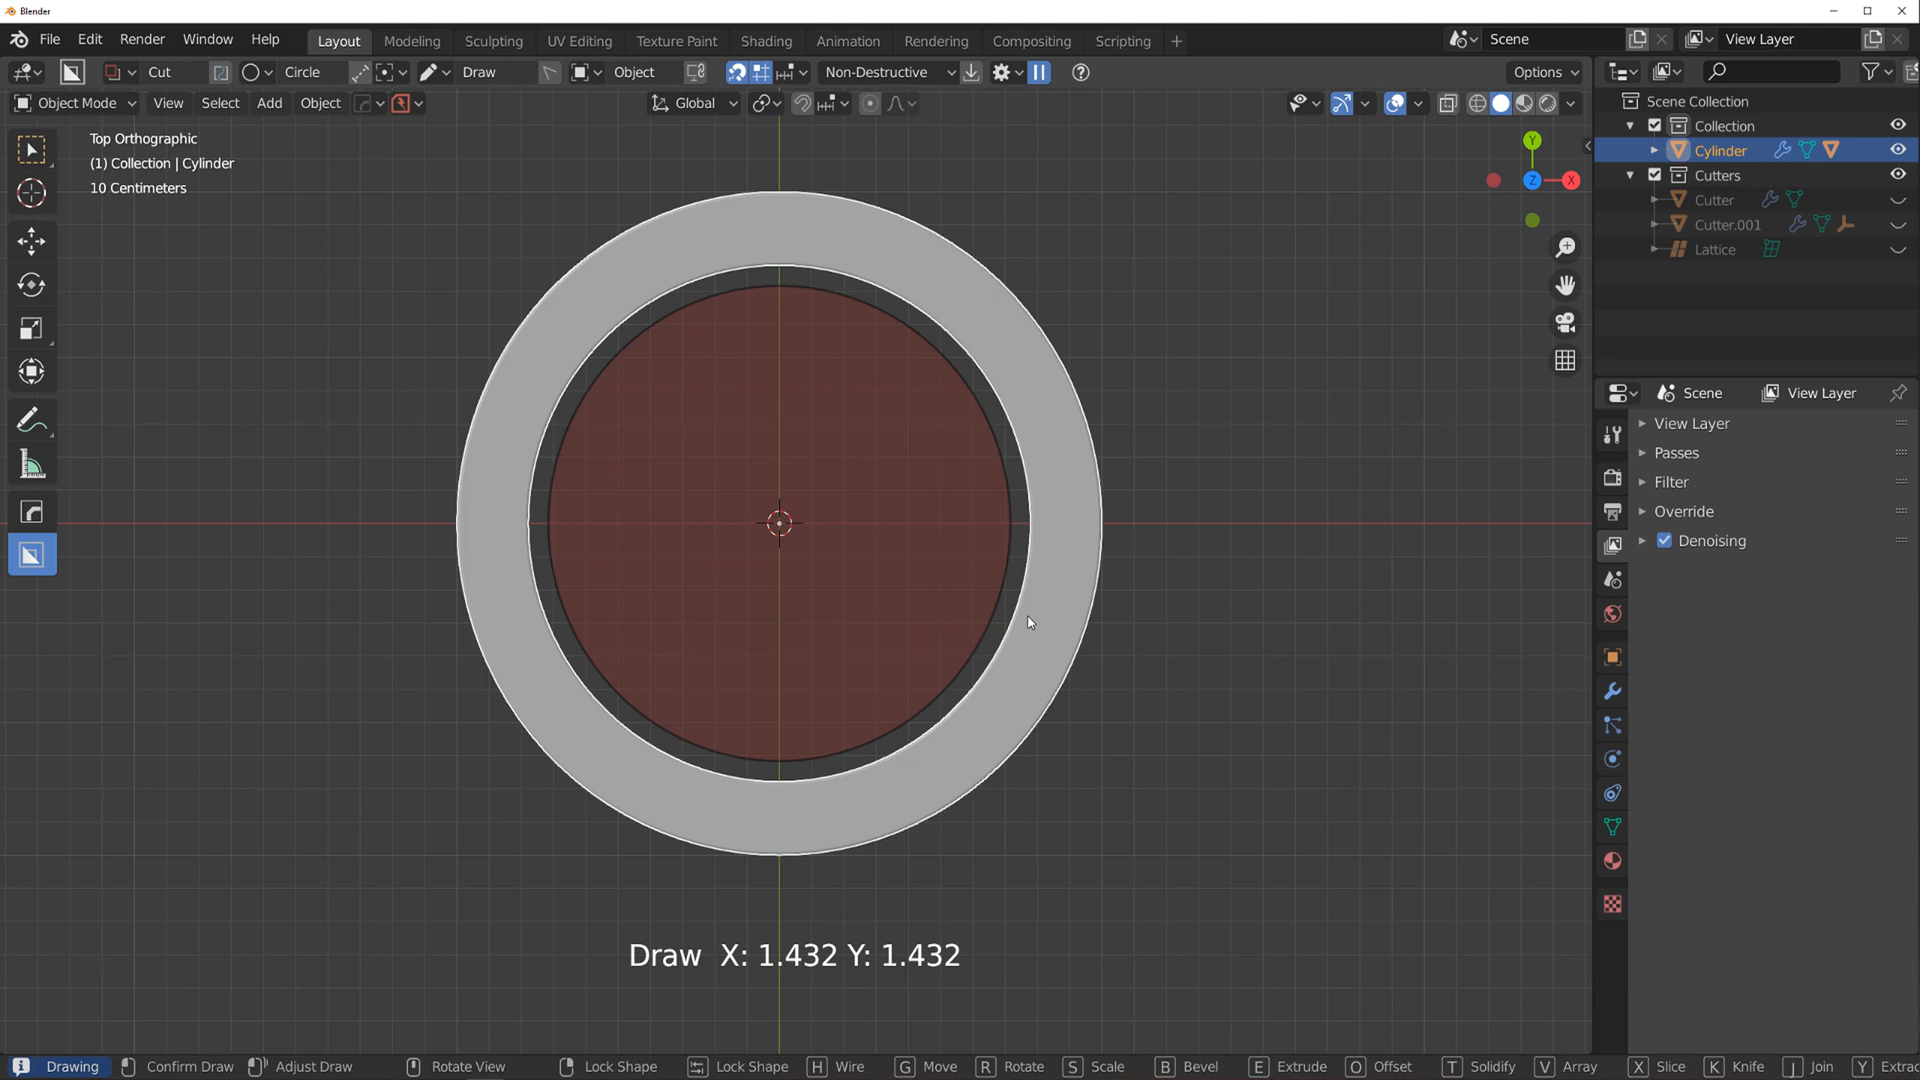 Blender
File Edit Render Window Help Layout Modeling Sculpting UV Editing Texture Paint Shading Animation Rendering Compositing Scripting + Scene View Layer
Cut Circle Draw Object Non-Destructive Options
Object Mode View Select Add Object Global
Top Orthographic
(1) Collection | Cylinder
10 Centimeters
Y
Z X
Scene Collection
Collection
Cylinder
Cutters
Cutter
Cutter.001
Lattice
Scene View Layer
View Layer
Passes
Filter
Override
Denoising
Draw X: 1.432 Y: 1.432
Drawing Confirm Draw Adjust Draw Rotate View Lock Shape Lock Shape H Wire G Move R Rotate S Scale B Bevel E Extrude O Offset T Solidify V Array X Slice K Knife J Join Y Extrac